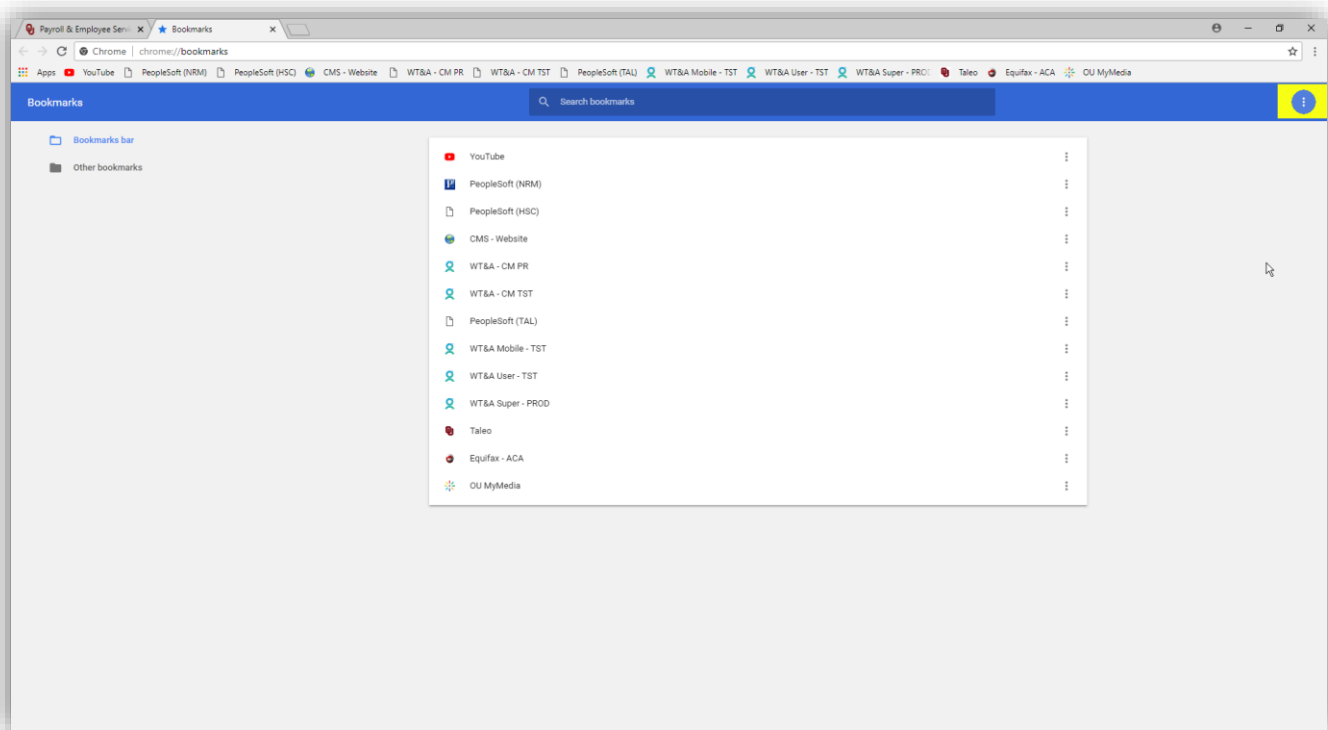 Payroll & Employee Serv Bookmarks
Chrome | chrome://bookmarks
Apps YouTube PeopleSoft (NRM) PeopleSoft (HSC) CMS - Website WT&A - CM PR WT&A - CM TST PeopleSoft (TAL) WT&A Mobile - TST WT&A User - TST WT&A Super - PROD Taleo Equifax - ACA OU MyMedia
Bookmarks Search bookmarks
Bookmarks bar
Other bookmarks
YouTube
PeopleSoft (NRM)
PeopleSoft (HSC)
CMS - Website
WT&A - CM PR
WT&A - CM TST
PeopleSoft (TAL)
WT&A Mobile - TST
WT&A User - TST
WT&A Super - PROD
Taleo
Equifax - ACA
OU MyMedia